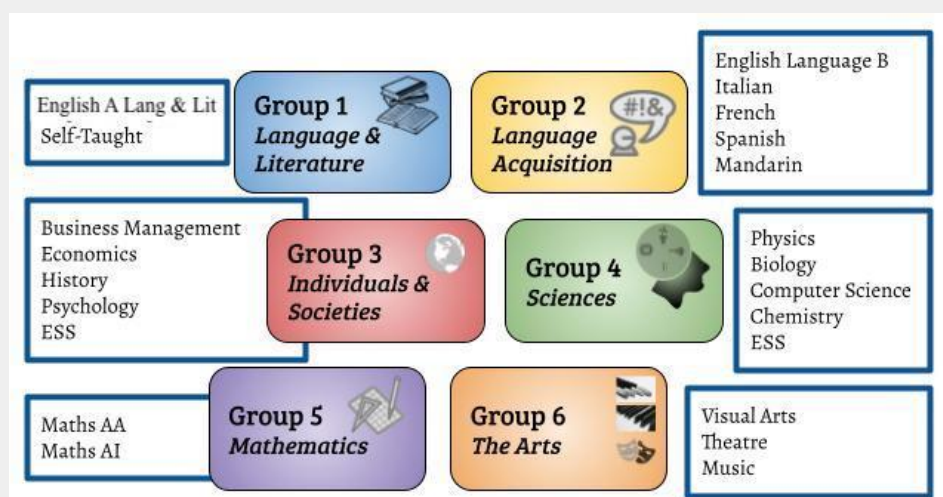 English A Lang & Lit
Self-Taught
Group 1
Language &
Literature
Group 2
Language
Acquisition
#!&
English Language B
Italian
French
Spanish
Mandarin
Business Management
Economics
History
Psychology
ESS
Group 3
Individuals &
Societies
Group 4
Sciences
Physics
Biology
Computer Science
Chemistry
ESS
Maths AA
Maths AI
Group 5
Mathematics
Group 6
The Arts
Visual Arts
Theatre
Music